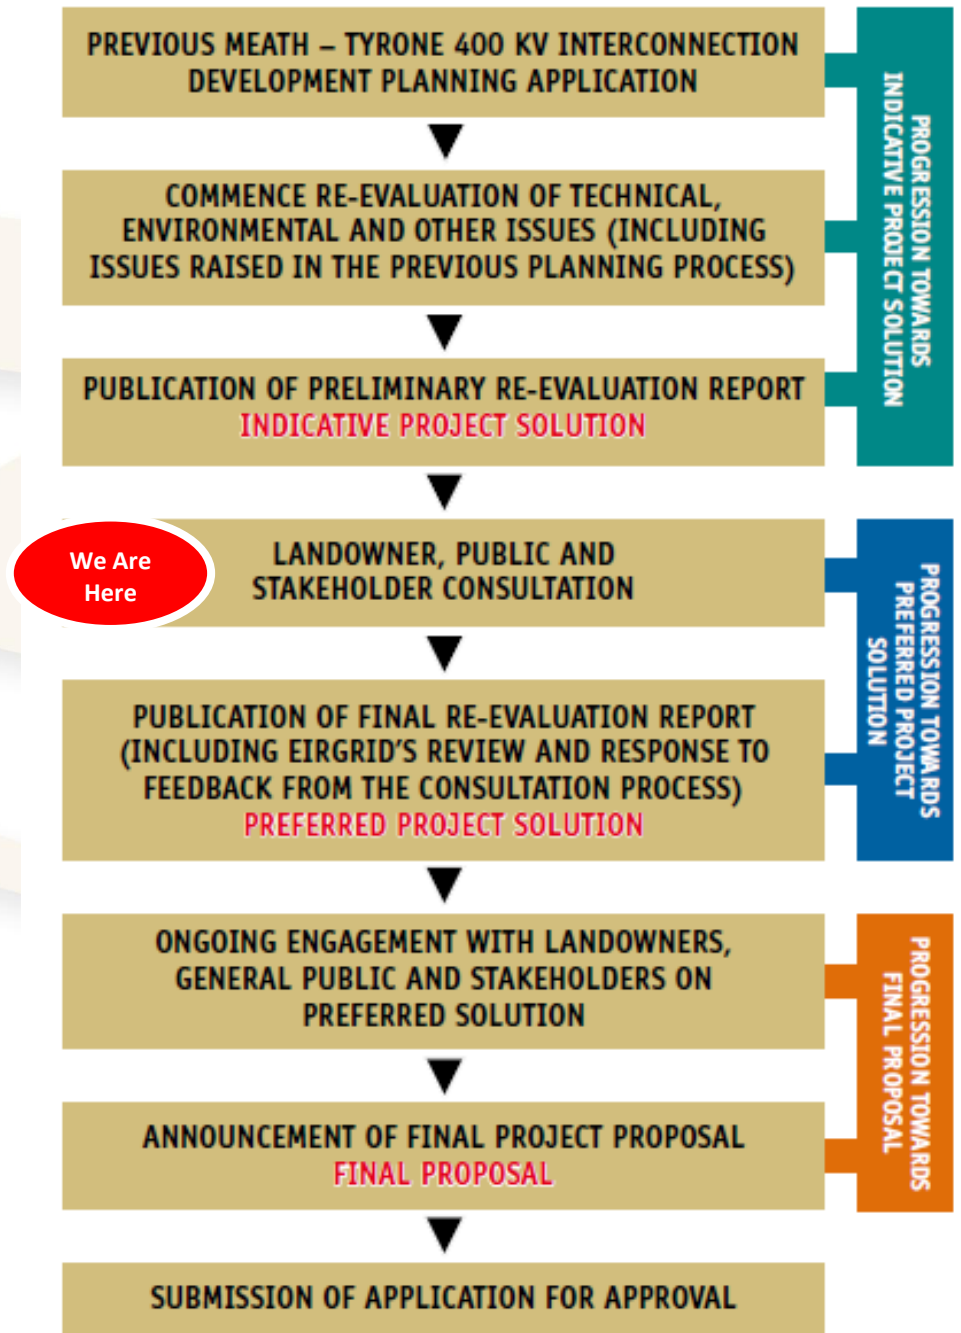 PREVIOUS MEATH – TYRONE 400 KV INTERCONNECTION
DEVELOPMENT PLANNING APPLICATION
COMMENCE RE-EVALUATION OF TECHNICAL,
ENVIRONMENTAL AND OTHER ISSUES (INCLUDING
ISSUES RAISED IN THE PREVIOUS PLANNING PROCESS)
PUBLICATION OF PRELIMINARY RE-EVALUATION REPORT
INDICATIVE PROJECT SOLUTION
PROGRESSION TOWARDS
INDICATIVE PROJECT SOLUTION
We Are
Here
LANDOWNER, PUBLIC AND
STAKEHOLDER CONSULTATION
PUBLICATION OF FINAL RE-EVALUATION REPORT
(INCLUDING EIRGRID’S REVIEW AND RESPONSE TO
FEEDBACK FROM THE CONSULTATION PROCESS)
PREFERRED PROJECT SOLUTION
PROGRESSION TOWARDS
PREFERRED PROJECT
SOLUTION
ONGOING ENGAGEMENT WITH LANDOWNERS,
GENERAL PUBLIC AND STAKEHOLDERS ON
PREFERRED SOLUTION
ANNOUNCEMENT OF FINAL PROJECT PROPOSAL
FINAL PROPOSAL
PROGRESSION TOWARDS
FINAL PROPOSAL
SUBMISSION OF APPLICATION FOR APPROVAL